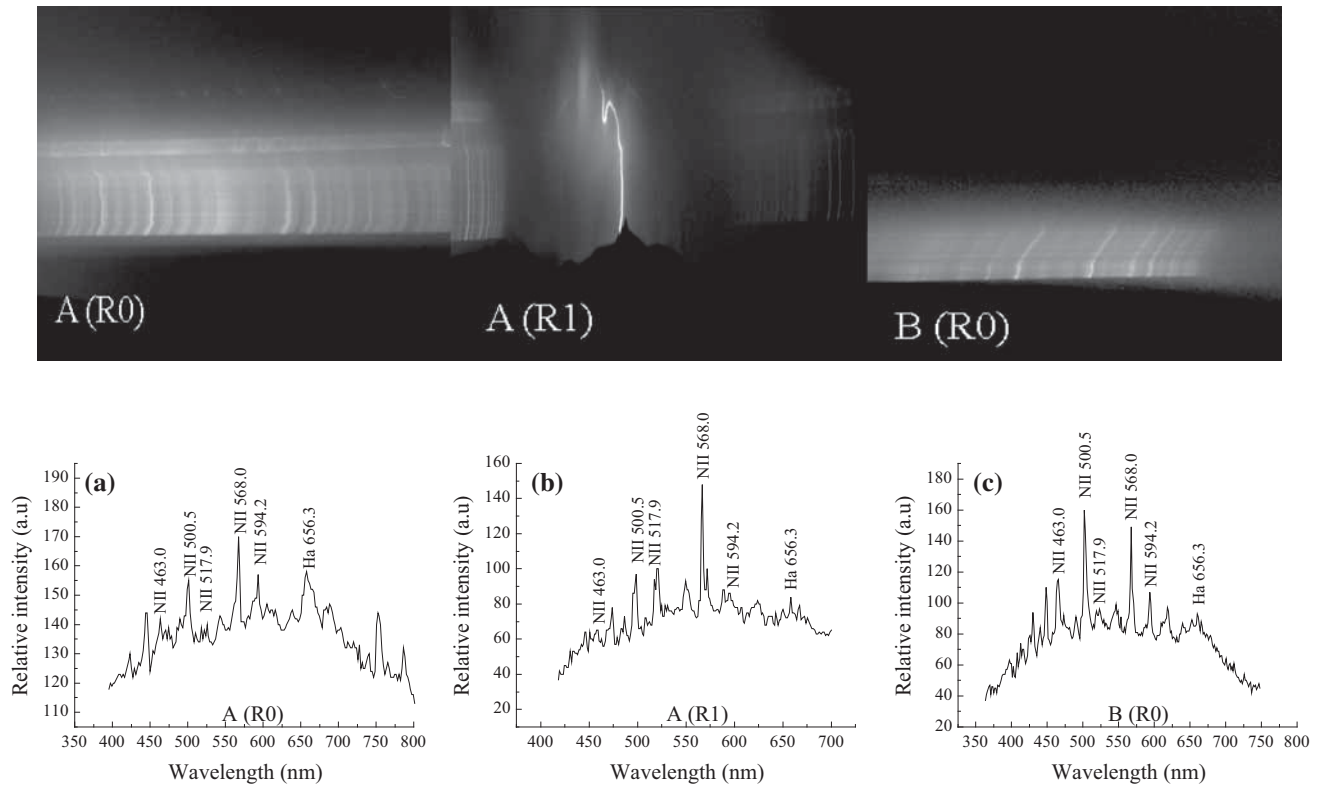 A (R0)
A (R1)
B (R0)
(a)
Relative intensity (a.u)
190
180
170
160
150
140
130
120
110
NII 463.0
NII 500.5
NII 517.9
NII 568.0
NII 594.2
Ha 656.3
A (R0)
350 400 450 500 550 600 650 700 750 800
Wavelength (nm)
(b)
Relative intensity (a.u)
160
140
120
100
80
60
40
20
NII 463.0
NII 500.5
NII 517.9
NII 568.0
NII 594.2
Ha 656.3
A (R1)
400 450 500 550 600 650 700
Wavelength (nm)
(c)
Relative intensity (a.u)
180
160
140
120
100
80
60
40
20
NII 463.0
NII 500.5
NII 517.9
NII 568.0
NII 594.2
Ha 656.3
B (R0)
350 400 450 500 550 600 650 700 750 800
Wavelength (nm)